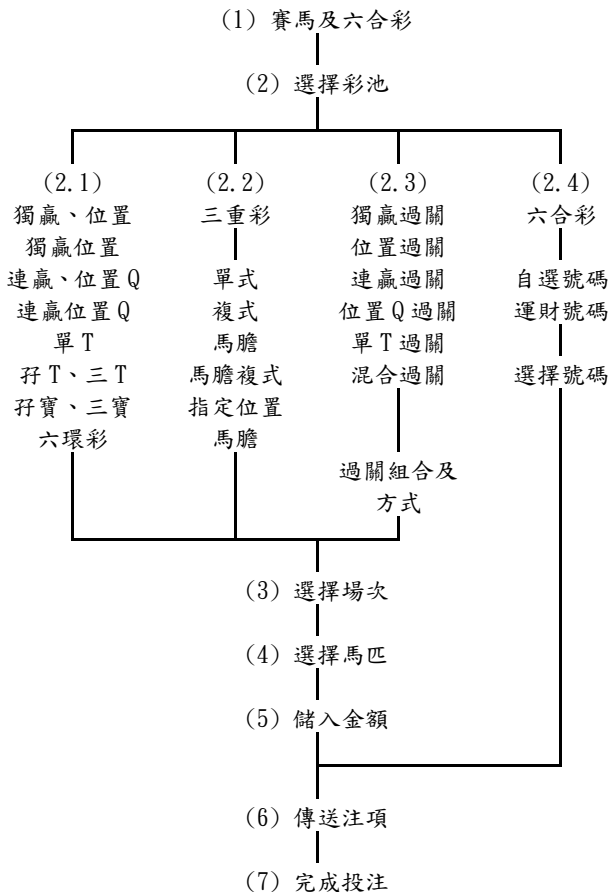 (1) 賽馬及六合彩
(2) 選擇彩池
(2.1)
獨贏、位置
獨贏位置
連贏、位置Q
連贏位置Q
單T
孖T、三T
孖寶、三寶
六環彩
(2.2)
三重彩
單式
複式
馬膽
馬膽複式
指定位置
馬膽
(2.3)
獨贏過關
位置過關
連贏過關
位置Q過關
單T過關
混合過關
過關組合及
方式
(2.4)
六合彩
自選號碼
運財號碼
選擇號碼
(3) 選擇場次
(4) 選擇馬匹
(5) 儲入金額
(6) 傳送注項
(7) 完成投注